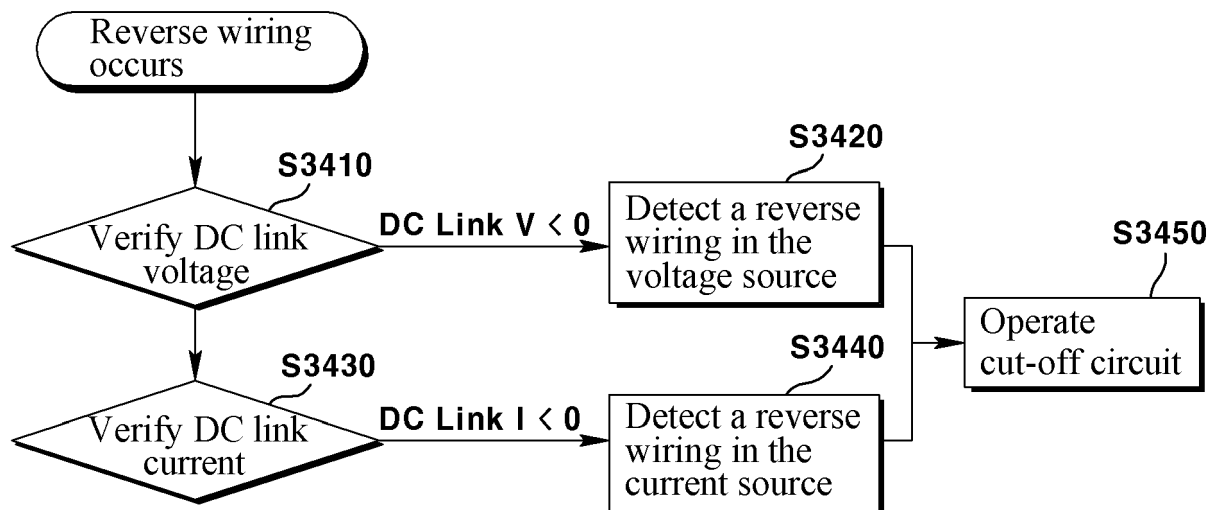 Reverse wiring
occurs
S3410
Verify DC link
voltage
DC Link V < 0
S3420
Detect a reverse
wiring in the
voltage source
S3430
Verify DC link
current
DC Link I < 0
S3440
Detect a reverse
wiring in the
current source
S3450
Operate
cut-off circuit